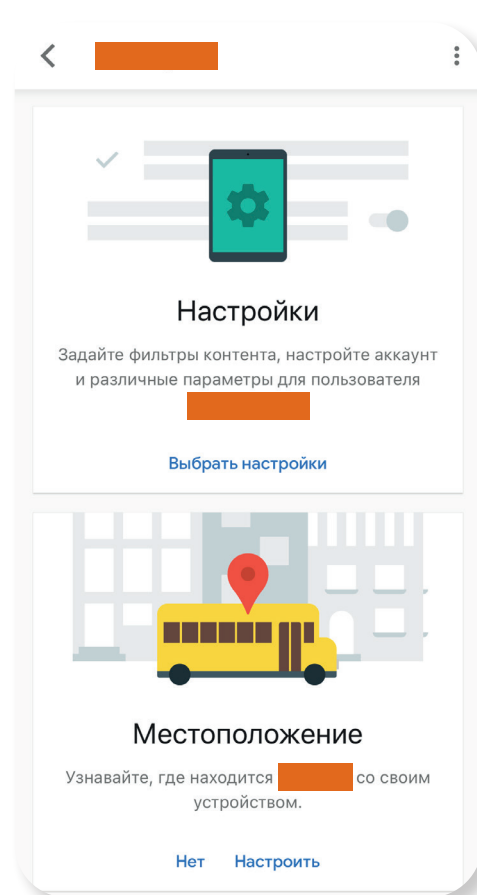 Настройки
Задайте фильтры контента, настройте аккаунт
и различные параметры для пользователя
Выбрать настройки
Местоположение
Узнавайте, где находится со своим
устройством.
Нет Настроить